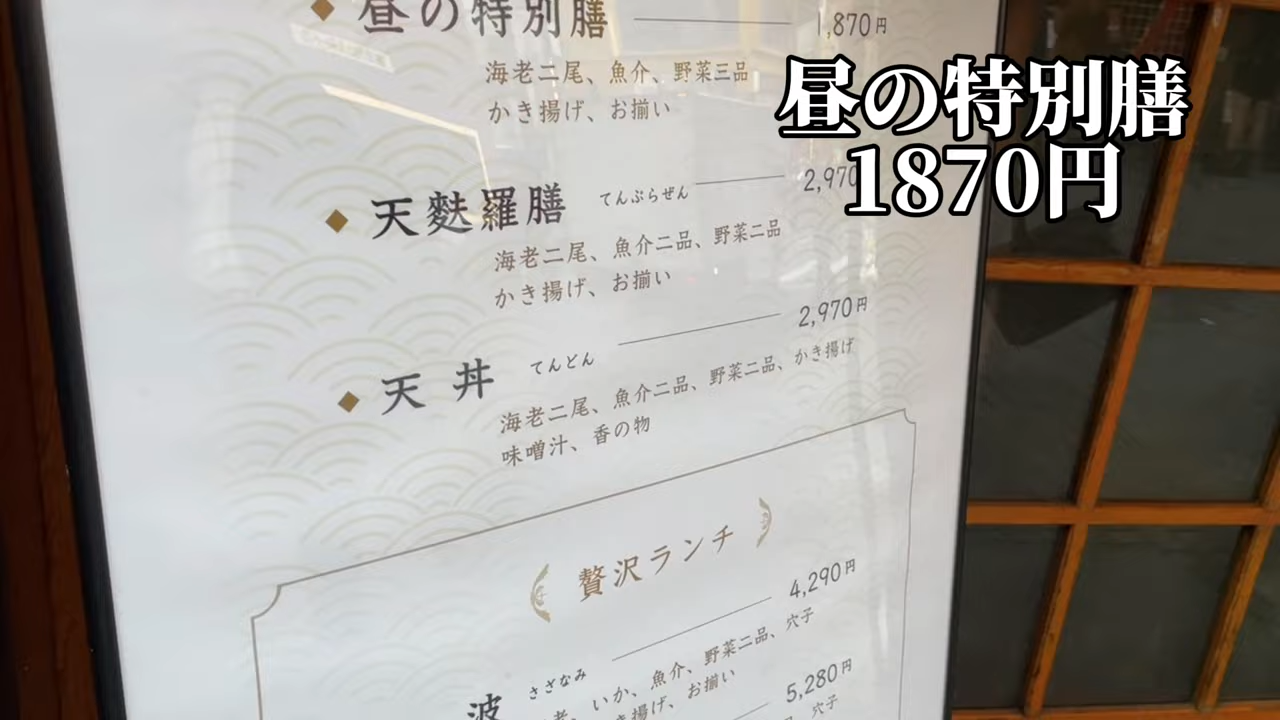 昼の特別膳 1,870円
海老二尾、魚介、野菜三品
かき揚げ、お揃い
昼の特別膳
1870円
天麩羅膳 てんぷらぜん 2,970
海老二尾、魚介二品、野菜二品
かき揚げ、お揃い
天丼 てんどん 2,970円
海老二尾、魚介二品、野菜二品、かき揚げ
味噌汁、香の物
贅沢ランチ
波 さざなみ 4,290円
老、いか、魚介、野菜二品、穴子
き揚げ、お揃い
5,280円
品、穴子